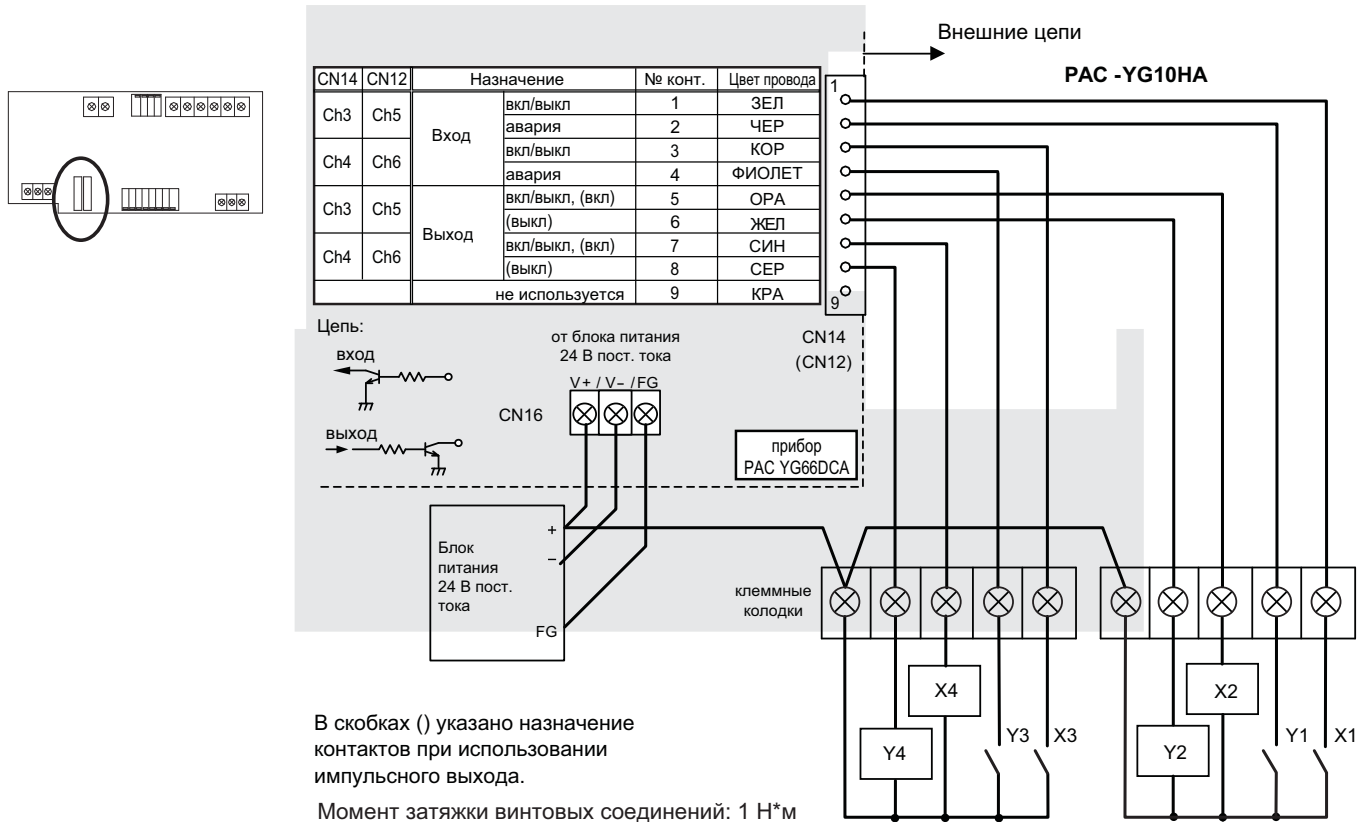 Внешние цепи
PAC -YG10HA
CN14 CN12 Назначение № конт. Цвет провода
Ch3 Ch5 Вход вкл/выкл 1 ЗЕЛ
авария 2 ЧЕР
Ch4 Ch6 вкл/выкл 3 КОР
авария 4 ФИОЛЕТ
Ch3 Ch5 Выход вкл/выкл, (вкл) 5 ОРА
(выкл) 6 ЖЕЛ
Ch4 Ch6 вкл/выкл, (вкл) 7 СИН
(выкл) 8 СЕР
не используется 9 КРА
1
9
CN14
(CN12)
Цепь:
вход
выход
от блока питания
24 В пост. тока
V+ / V– / FG
CN16
прибор
PAC YG66DCA
Блок
питания
24 В пост.
тока
+
–
FG
клеммные
колодки
X4
Y4
Y3 X3
X2
Y2
Y1 X1
В скобках () указано назначение
контактов при использовании
импульсного выхода.
Момент затяжки винтовых соединений: 1 Н*м